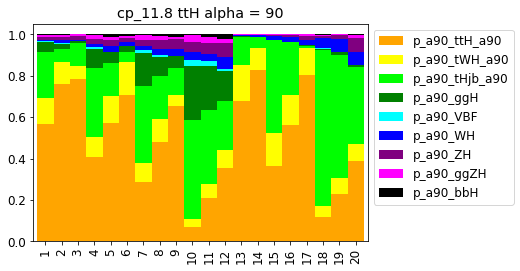 cp_11.8 ttH alpha = 90
1.0
0.8
0.6
0.4
0.2
0.0
1 2 3 4 5 6 7 8 9 10 11 12 13 14 15 16 17 18 19 20
p_a90_ttH_a90
p_a90_tWH_a90
p_a90_tHjb_a90
p_a90_ggH
p_a90_VBF
p_a90_WH
p_a90_ZH
p_a90_ggZH
p_a90_bbH